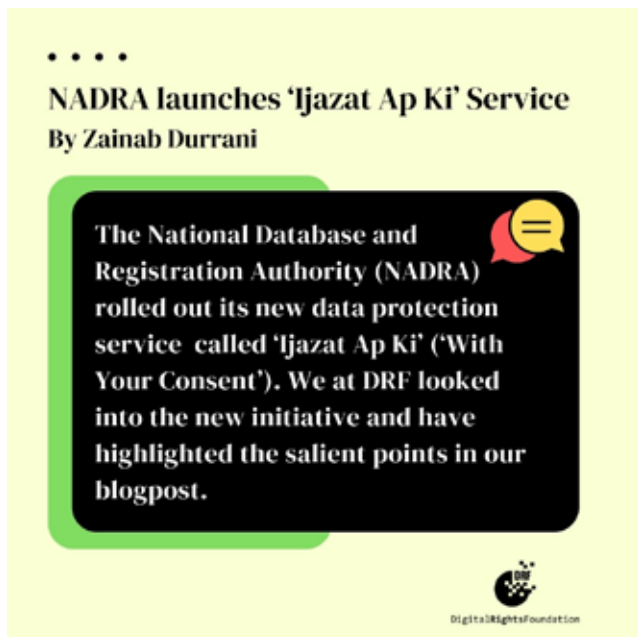 NADRA launches ‘Ijazat Ap Ki’ Service
By Zainab Durrani
The National Database and
Registration Authority (NADRA)
rolled out its new data protection
service called ‘Ijazat Ap Ki’ (‘With
Your Consent’). We at DRF looked
into the new initiative and have
highlighted the salient points in our
blogpost.
DRF
DigitalRightsFoundation